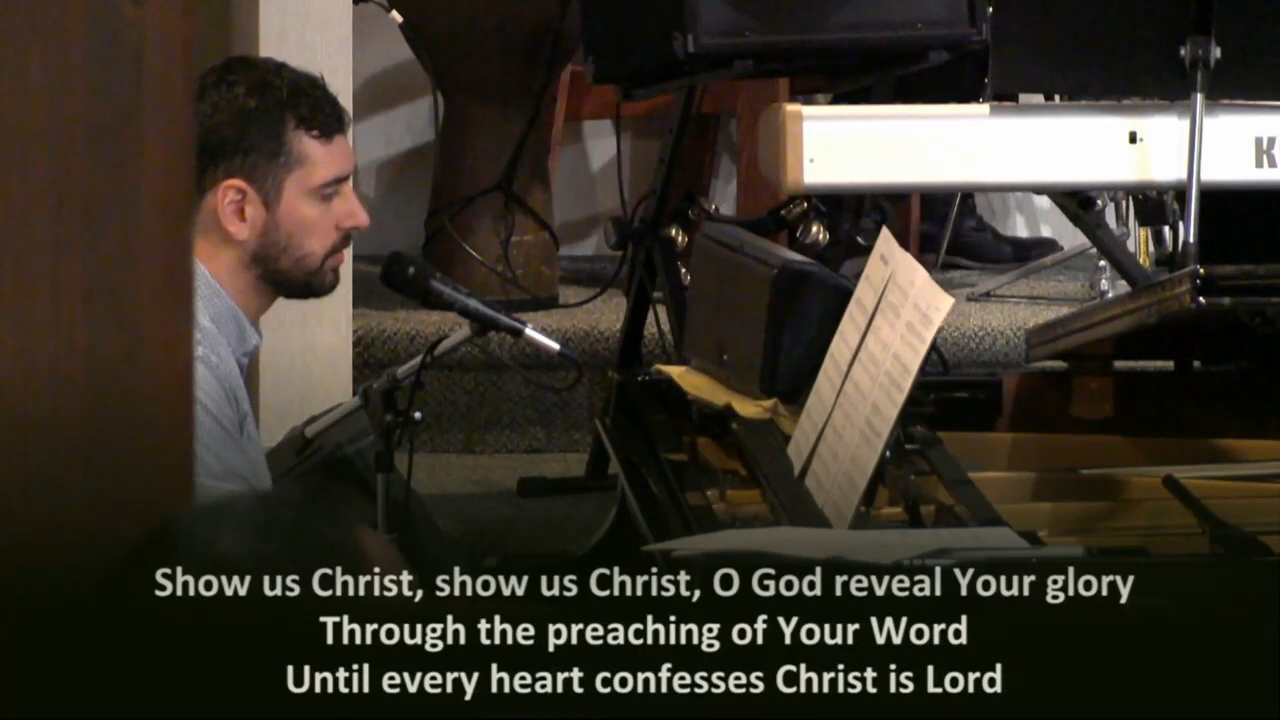 K
Show us Christ, show us Christ, O God reveal Your glory
Through the preaching of Your Word
Until every heart confesses Christ is Lord